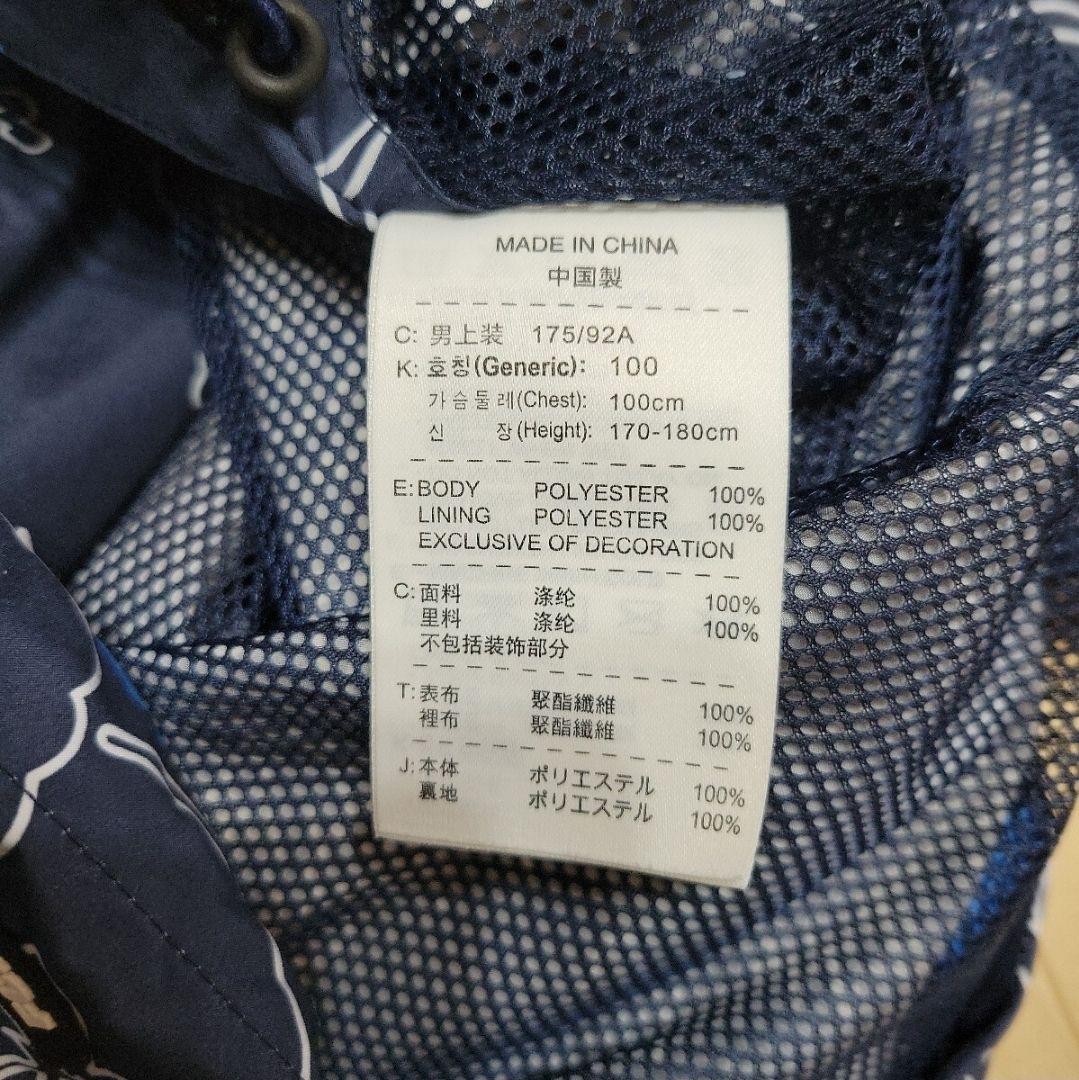 MADE IN CHINA
中国製
C: 男上装 175/92A
K: 호칭(Generic): 100
가슴둘레(Chest): 100cm
신 장(Height): 170-180cm
E: BODY POLYESTER 100%
LINING POLYESTER 100%
EXCLUSIVE OF DECORATION
C: 面料 涤纶 100%
里料 涤纶 100%
不包括装饰部分
T: 表布 聚酯纖維 100%
裡布 聚酯纖維 100%
J: 本体 ポリエステル 100%
裏地 ポリエステル 100%